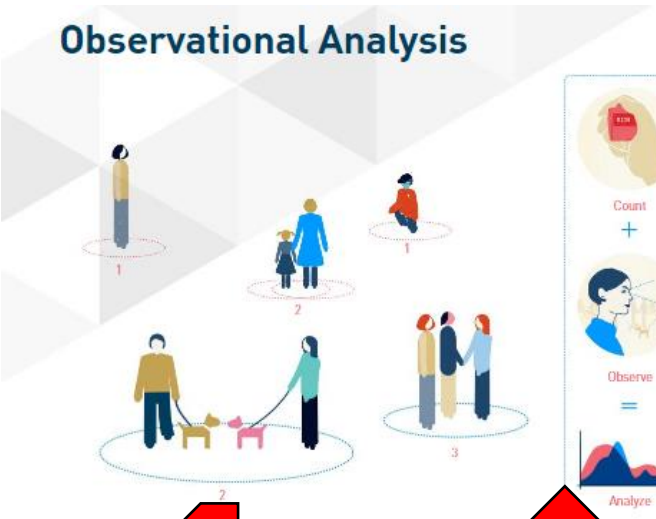 Observational Analysis
1
2
1
2
3
Count
+
Observe
=
Analyze